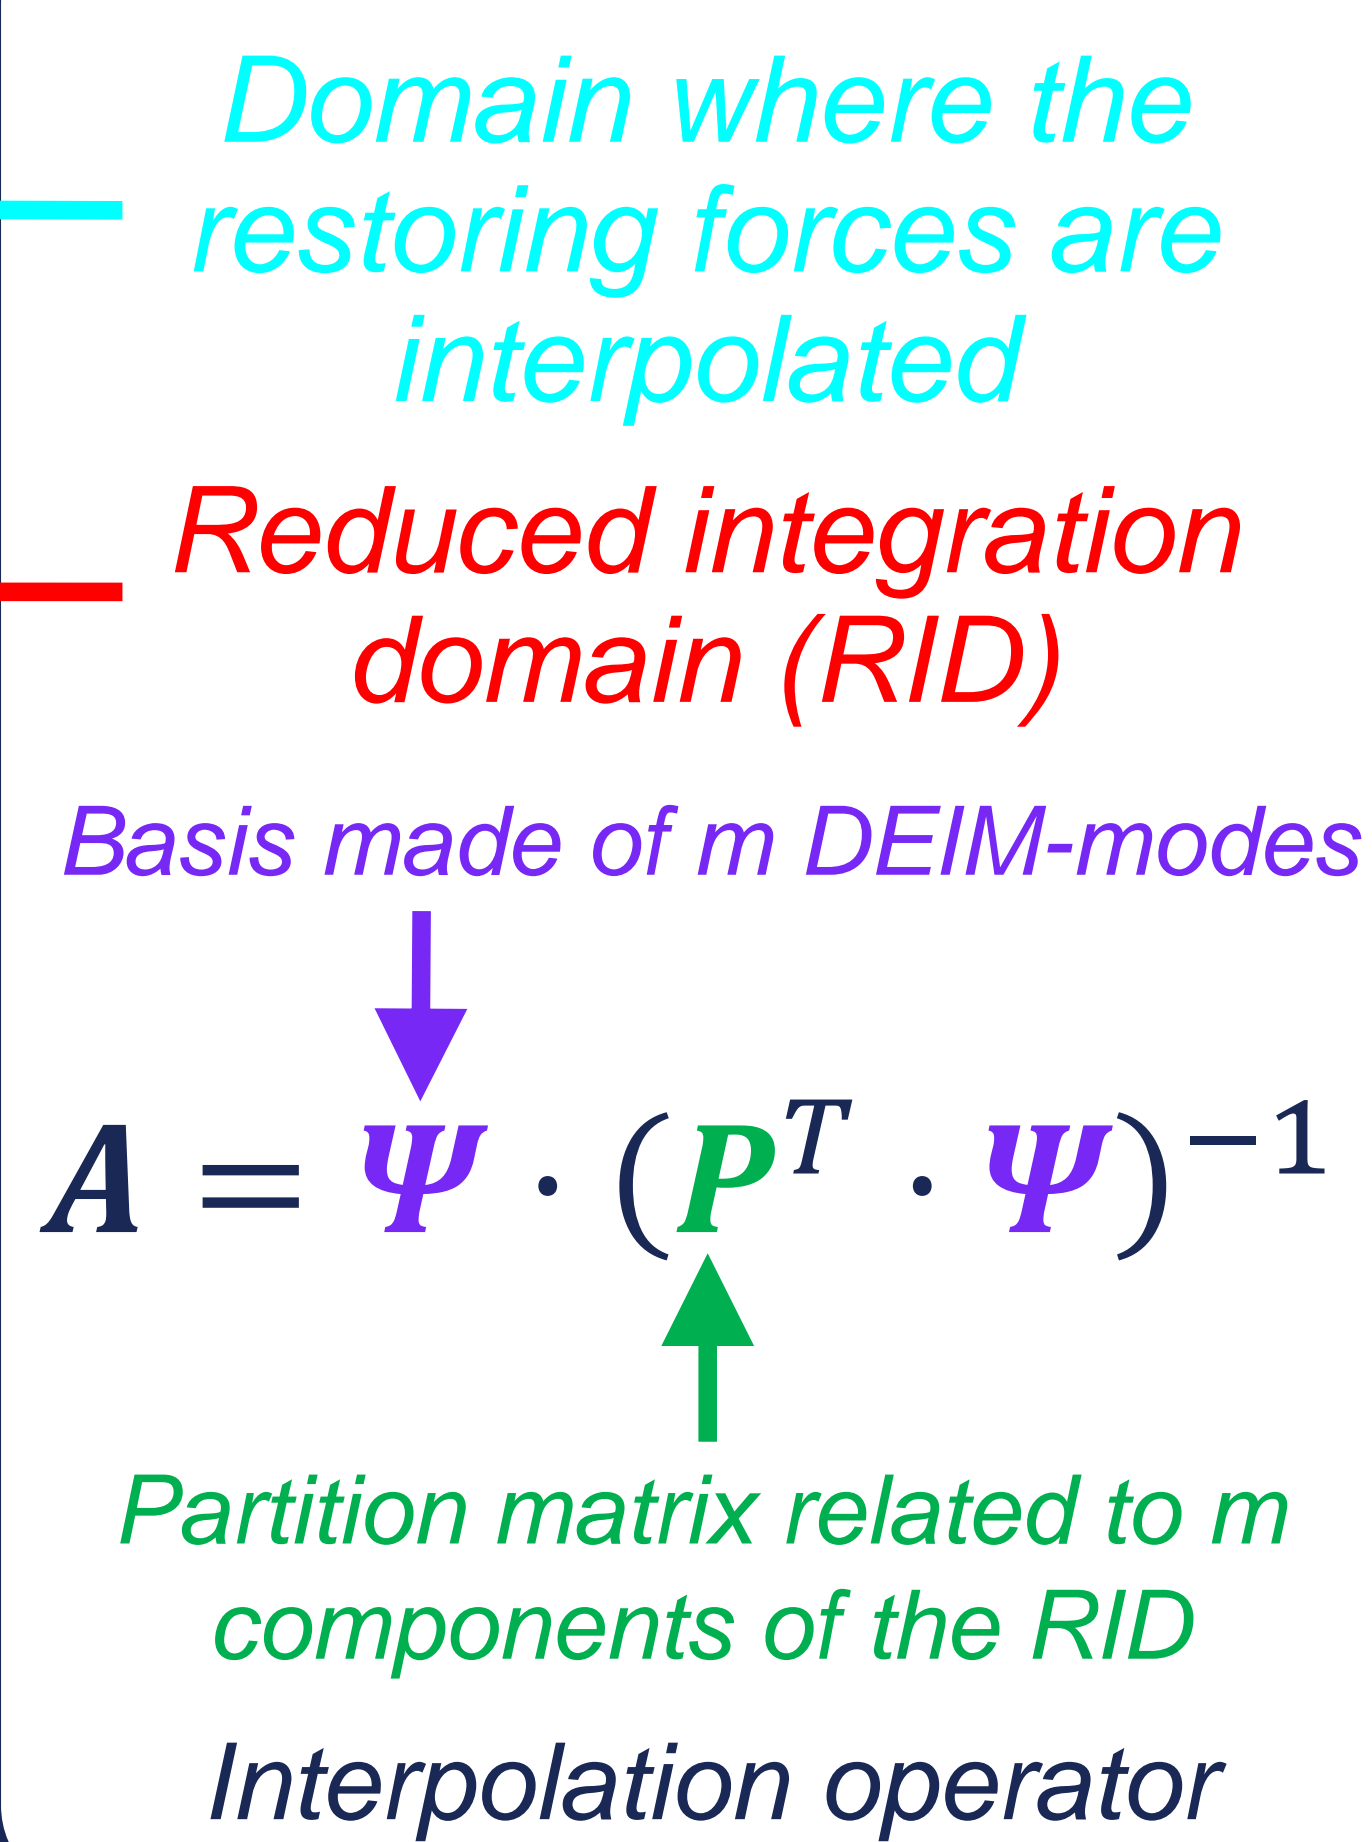 Domain where the
restoring forces are
interpolated
Reduced integration
domain (RID)
Basis made of m DEIM-modes
A = Ψ · (Pᵀ · Ψ)⁻¹
Partition matrix related to m
components of the RID
Interpolation operator